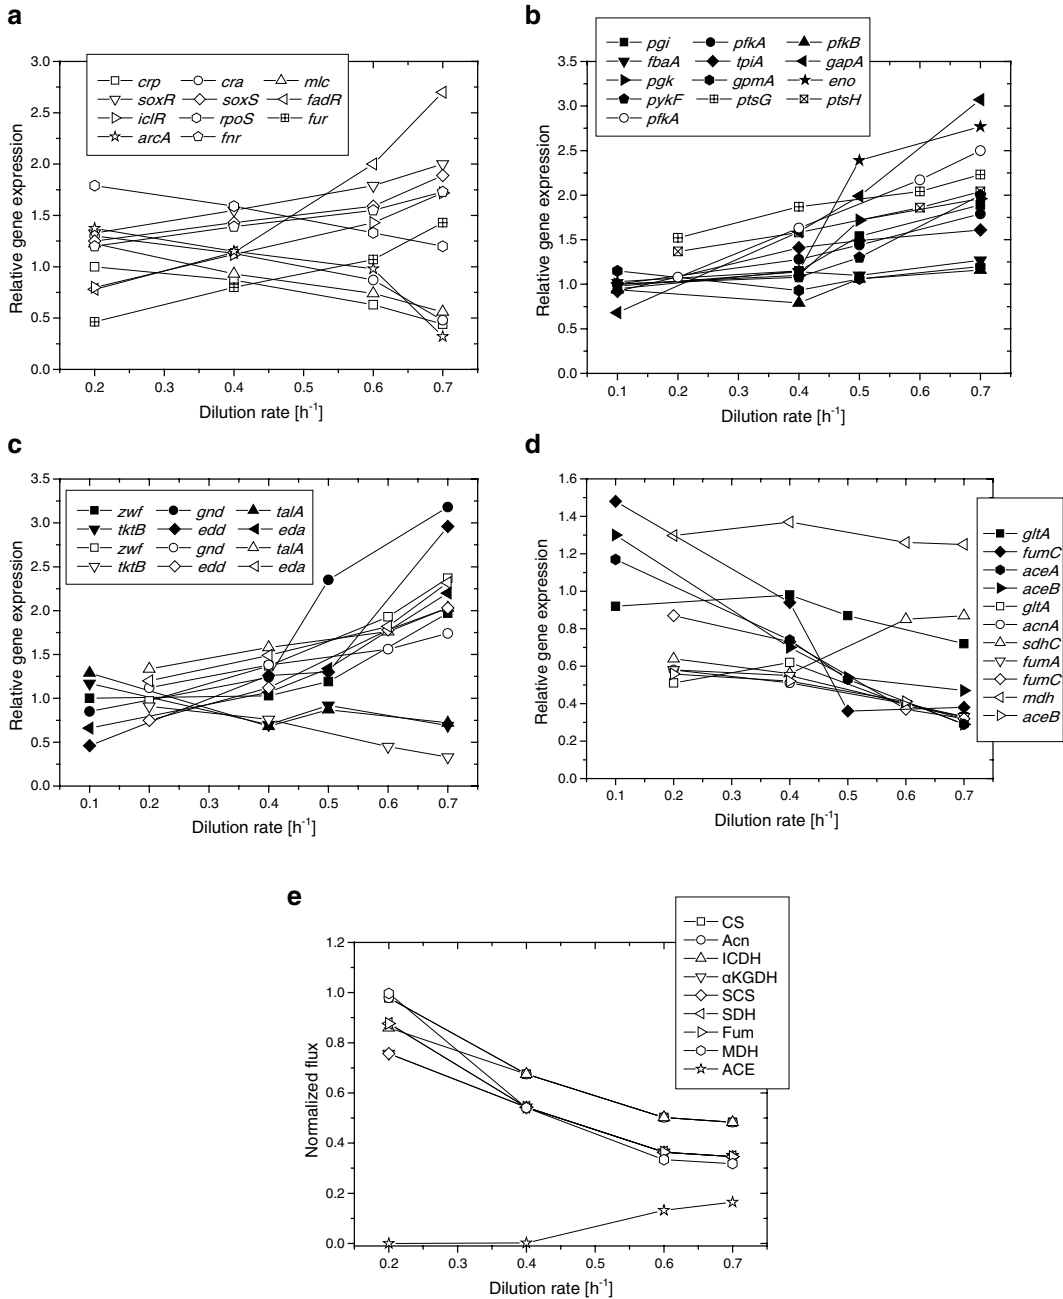 a
crp cra mlc
soxR soxS fadR
iclR rpoS fur
arcA fnr
3.0
2.5
2.0
1.5
1.0
0.5
0.0
Relative gene expression
0.2 0.3 0.4 0.5 0.6 0.7
Dilution rate [h-1]
b
pgi pfkA pfkB
fbaA tpiA gapA
pgk gpmA eno
pykF ptsG ptsH
pfkA
3.5
3.0
2.5
2.0
1.5
1.0
0.5
0.0
Relative gene expression
0.1 0.2 0.3 0.4 0.5 0.6 0.7
Dilution rate [h-1]
c
zwf gnd talA
tktB edd eda
zwf gnd talA
tktB edd eda
3.5
3.0
2.5
2.0
1.5
1.0
0.5
0.0
Relative gene expression
0.1 0.2 0.3 0.4 0.5 0.6 0.7
Dilution rate [h-1]
d
gltA
fumC
aceA
aceB
gltA
acnA
sdhC
fumA
fumC
mdh
aceB
1.6
1.4
1.2
1.0
0.8
0.6
0.4
0.2
0.0
Relative gene expression
0.1 0.2 0.3 0.4 0.5 0.6 0.7
Dilution rate [h-1]
e
CS
Acn
ICDH
αKGDH
SCS
SDH
Fum
MDH
ACE
1.2
1.0
0.8
0.6
0.4
0.2
0.0
Normalized flux
0.2 0.3 0.4 0.5 0.6 0.7
Dilution rate [h-1]